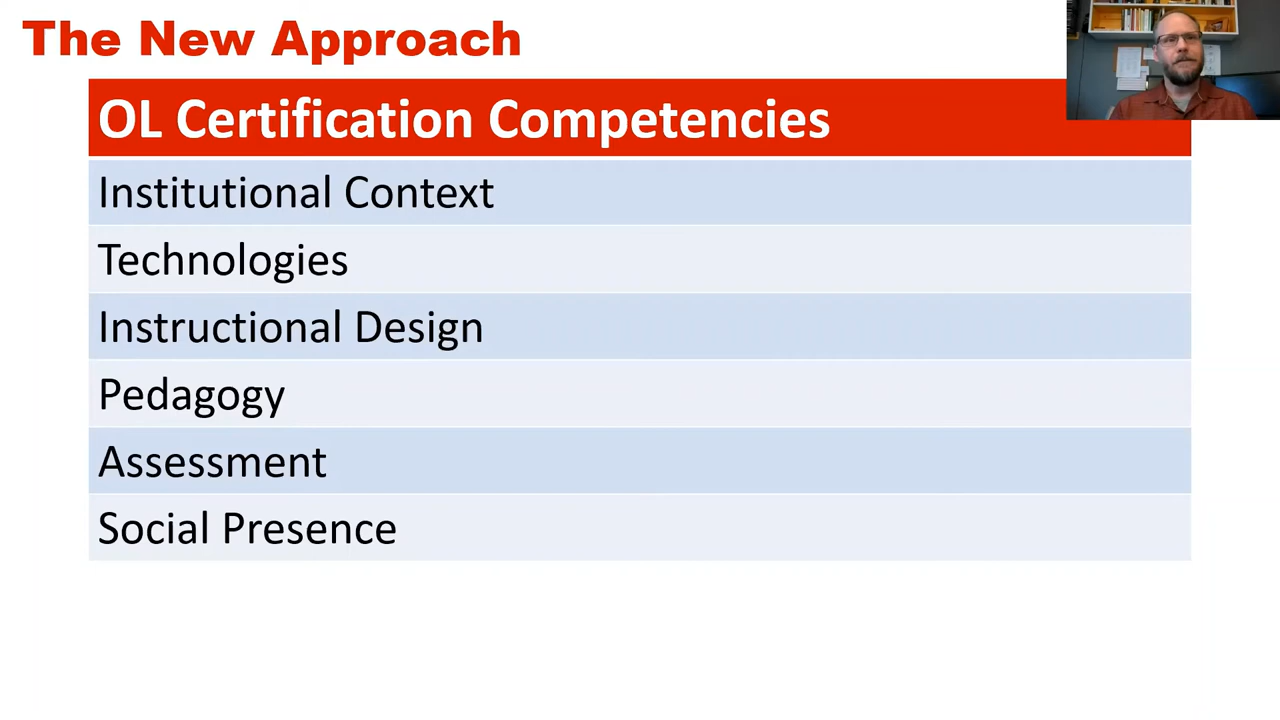 The New Approach
OL Certification Competencies
Institutional Context
Technologies
Instructional Design
Pedagogy
Assessment
Social Presence